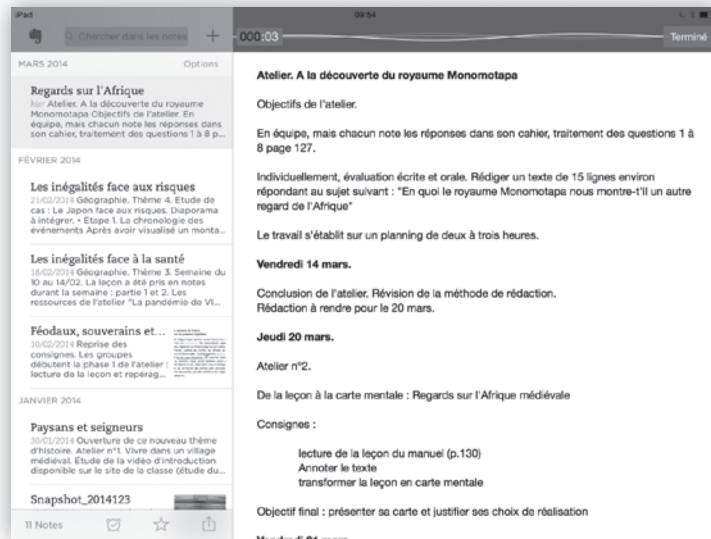 iPad
09:54
Chercher dans les notes
+
000:03
Terminé
MARS 2014
Options
Regards sur l'Afrique
hier Atelier. A la découverte du royaume
Monomotapa Objectifs de l'atelier. En
équipe, mais chacun note les réponses dans
son cahier, traitement des questions 1 à 8 p...
FÉVRIER 2014
Les inégalités face aux risques
21/02/2014 Géographie. Thème 4. Etude de
cas : Le Japon face aux risques. Diaporama
à intégrer. • Etape 1. La chronologie des
événements Après avoir visualisé un monta...
Les inégalités face à la santé
18/02/2014 Géographie. Thème 3. Semaine du
10 au 14/02. La leçon a été pris en notes
durant la semaine : partie 1 et 2. Les
ressources de l'atelier "La pandémie de VI...
Féodaux, souverains et...
10/02/2014 Reprise des
consignes. Les groupes
débutent la phase 1 de l'atelier :
lecture de la leçon et repérag...
JANVIER 2014
Paysans et seigneurs
30/01/2014 Ouverture de ce nouveau thème
d'histoire. Atelier n°1. Vivre dans un village
médiéval. Étude de la vidéo d'introduction
disponible sur le site de la classe (étude du...
Snapshot_2014123
11 Notes
Atelier. A la découverte du royaume Monomotapa
Objectifs de l'atelier.
En équipe, mais chacun note les réponses dans son cahier, traitement des questions 1 à
8 page 127.
Individuellement, évaluation écrite et orale. Rédiger un texte de 15 lignes environ
répondant au sujet suivant : "En quoi le royaume Monomotapa nous montre-t'il un autre
regard de l'Afrique"
Le travail s'établit sur un planning de deux à trois heures.
Vendredi 14 mars.
Conclusion de l'atelier. Révision de la méthode de rédaction.
Rédaction à rendre pour le 20 mars.
Jeudi 20 mars.
Atelier n°2.
De la leçon à la carte mentale : Regards sur l'Afrique médiévale
Consignes :
lecture de la leçon du manuel (p.130)
Annoter le texte
transformer la leçon en carte mentale
Objectif final : présenter sa carte et justifier ses choix de réalisation
Vendredi 21 mars